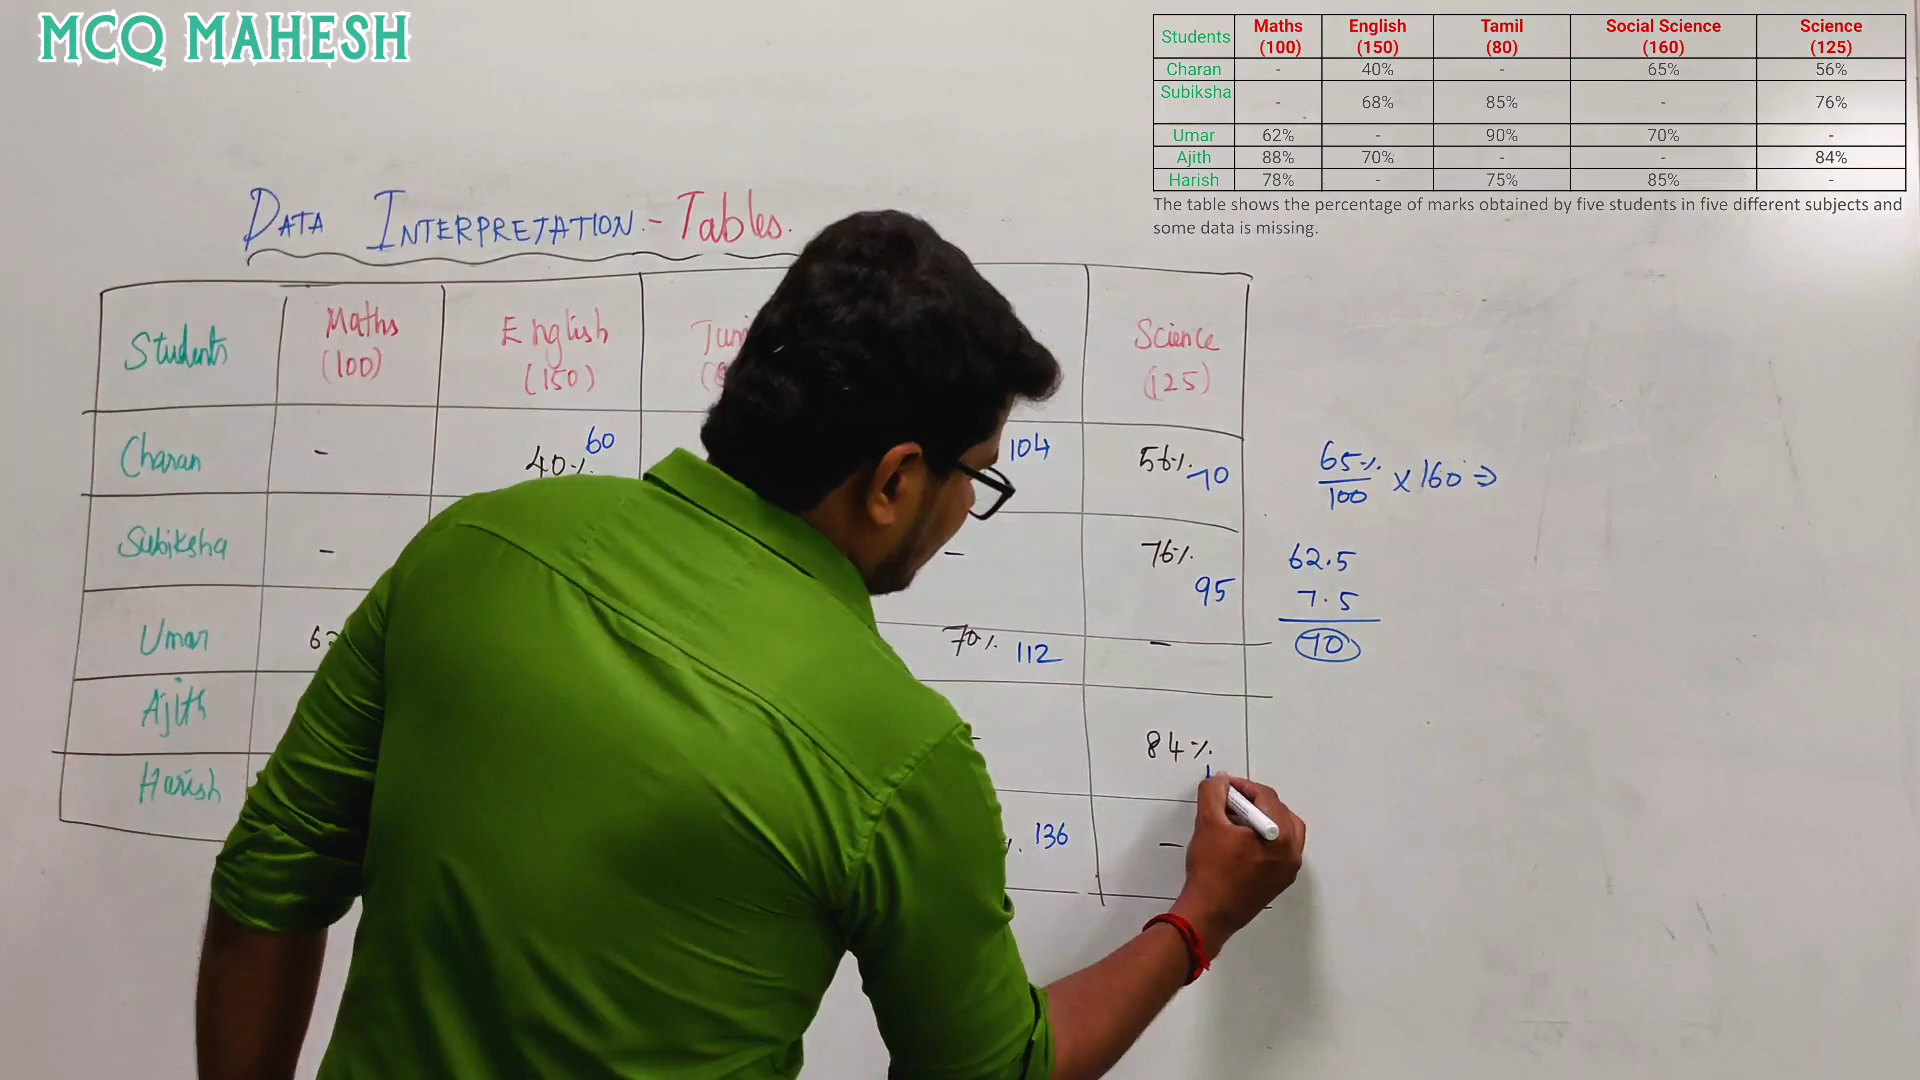 MCQ MAHESH
Students Maths (100) English (150) Tamil (80) Social Science (160) Science (125)
Charan - 40% - 65% 56%
Subiksha - 68% 85% - 76%
Umar 62% - 90% 70% -
Ajith 88% 70% - - 84%
Harish 78% - 75% 85% -
The table shows the percentage of marks obtained by five students in five different subjects and
some data is missing.
DATA INTERPRETATION - Tables.
Students Maths (100) English (150) Science (125)
Charan - 40% 60 104 56% 70
Subiksha - - 76% 95
Umar 70% 112 -
Ajith - 84%
Harish 136 -
65%/100 x 160 ⇒
62.5
7.5
70